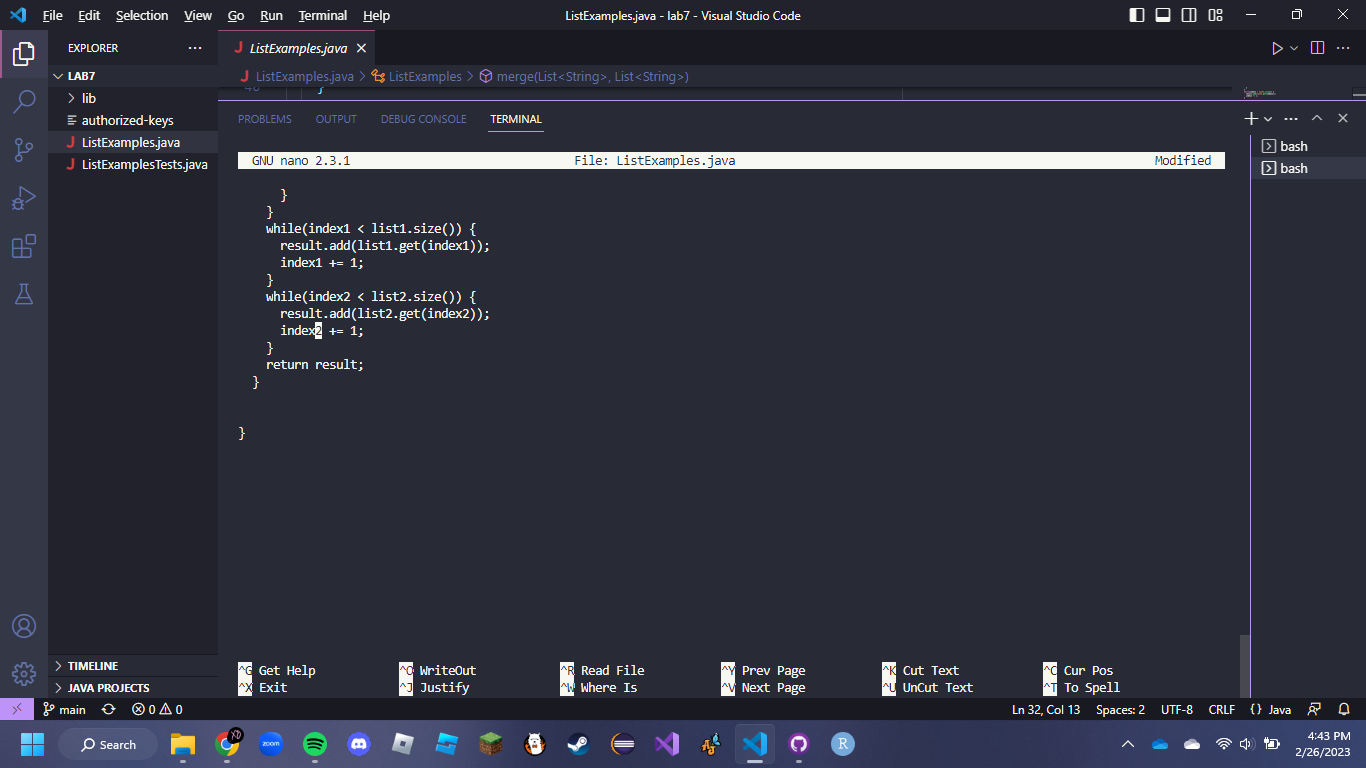 File Edit Selection View Go Run Terminal Help ListExamples.java - lab7 - Visual Studio Code
EXPLORER
LAB7
lib
authorized-keys
J ListExamples.java
J ListExamplesTests.java
TIMELINE
JAVA PROJECTS
J ListExamples.java
J ListExamples.java > ListExamples > merge(List<String>, List<String>)
PROBLEMS OUTPUT DEBUG CONSOLE TERMINAL
bash
bash
GNU nano 2.3.1 File: ListExamples.java Modified
}
}
while(index1 < list1.size()) {
result.add(list1.get(index1));
index1 += 1;
}
while(index2 < list2.size()) {
result.add(list2.get(index2));
index2 += 1;
}
return result;
}
}
^G Get Help ^O WriteOut ^R Read File ^Y Prev Page ^K Cut Text ^C Cur Pos
^X Exit ^J Justify ^W Where Is ^V Next Page ^U UnCut Text ^T To Spell
main 0 0 Ln 32, Col 13 Spaces: 2 UTF-8 CRLF {} Java
Search zoom R 4:43 PM
2/26/2023